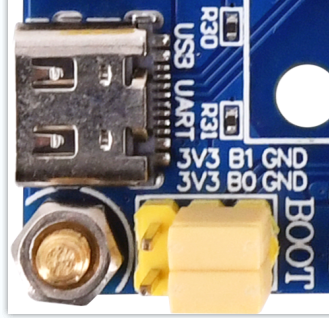 R30
USB UART
R31
3V3 B1 GND
3V3 B0 GND
BOOT